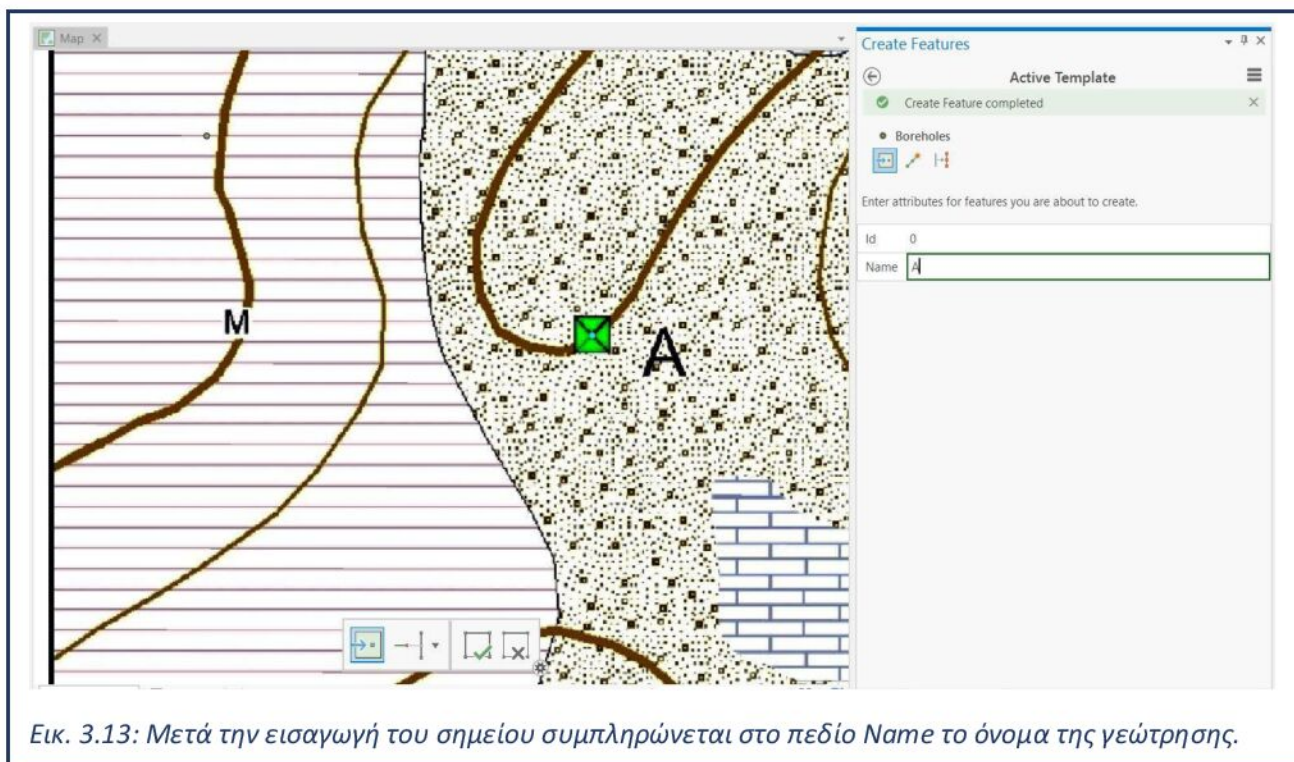 Map
Create Features
Active Template
Create Feature completed
Boreholes
Enter attributes for features you are about to create.
Id 0
Name A
M
A
Εικ. 3.13: Μετά την εισαγωγή του σημείου συμπληρώνεται στο πεδίο Name το όνομα της γεώτρησης.